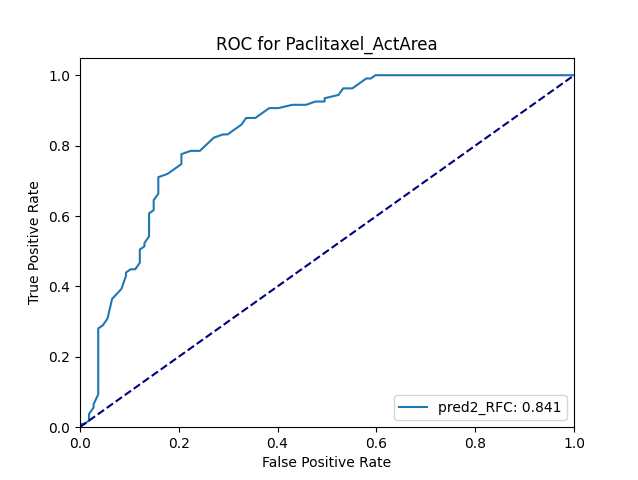 ROC for Paclitaxel_ActArea
True Positive Rate
1.0
0.8
0.6
0.4
0.2
0.0
pred2_RFC: 0.841
0.0 0.2 0.4 0.6 0.8 1.0
False Positive Rate